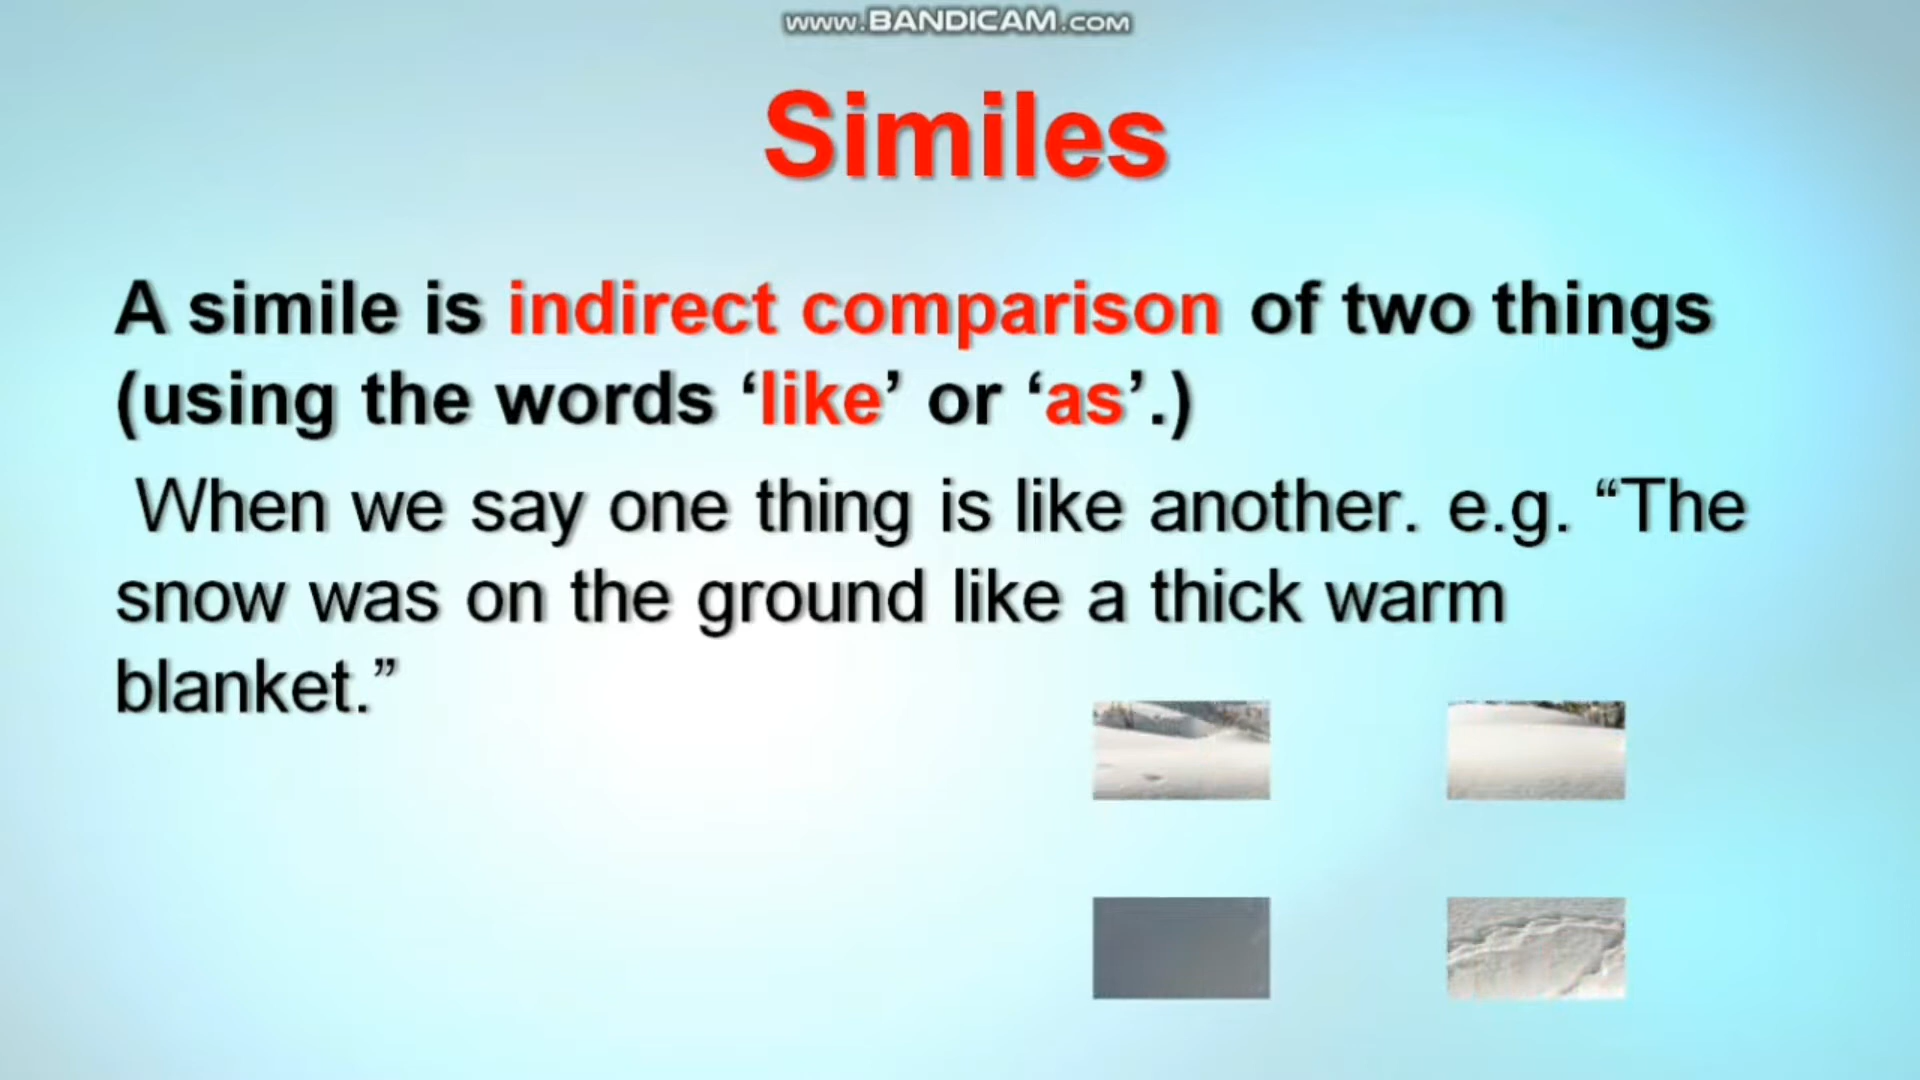 www.BANDICAM.com
Similes
A simile is indirect comparison of two things
(using the words ‘like’ or ‘as’.)
When we say one thing is like another. e.g. “The
snow was on the ground like a thick warm
blanket.”